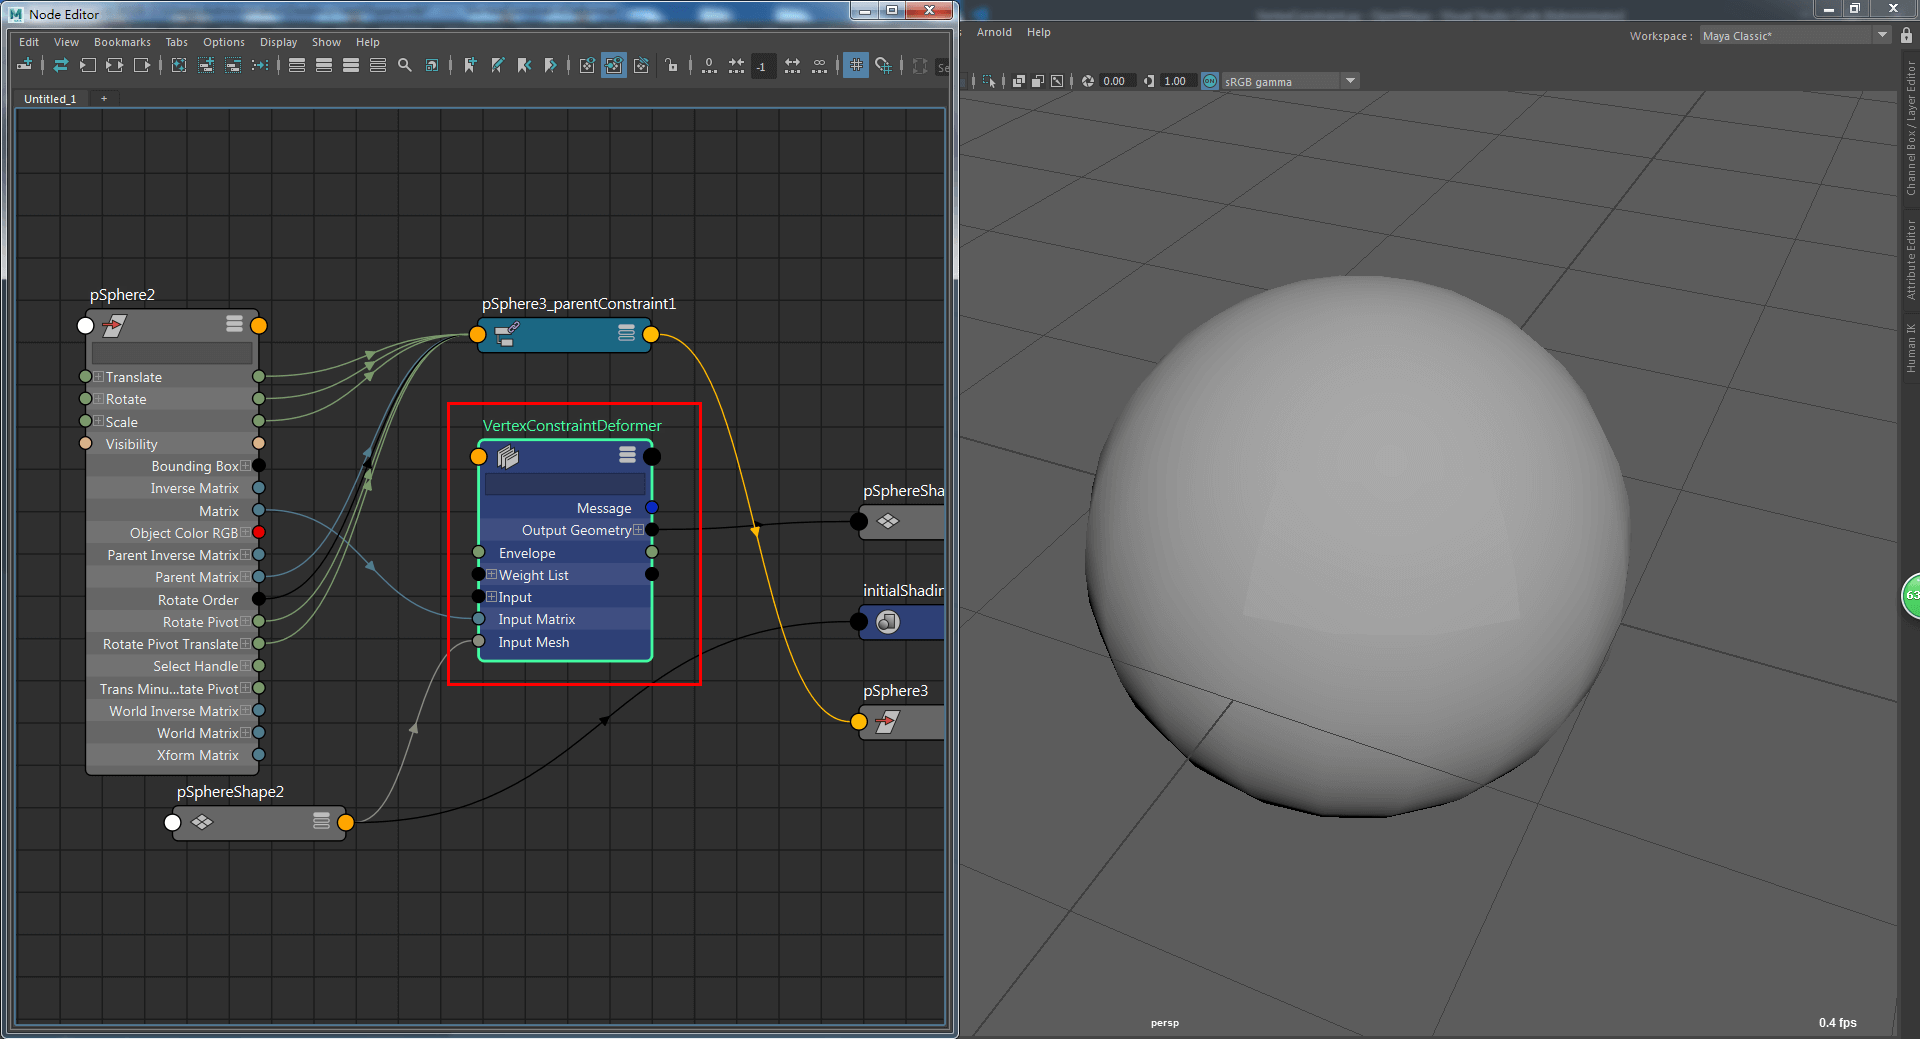 Node Editor
Edit View Bookmarks Tabs Options Display Show Help
0 -1 ∞ Se
Untitled_1 +
pSphere2
Translate
Rotate
Scale
Visibility
Bounding Box
Inverse Matrix
Matrix
Object Color RGB
Parent Inverse Matrix
Parent Matrix
Rotate Order
Rotate Pivot
Rotate Pivot Translate
Select Handle
Trans Minu...tate Pivot
World Inverse Matrix
World Matrix
Xform Matrix
pSphereShape2
pSphere3_parentConstraint1
VertexConstraintDeformer
Message
Output Geometry
Envelope
Weight List
Input
Input Matrix
Input Mesh
pSphereSha
initialShadin
pSphere3
Arnold Help
Workspace : Maya Classic*
0.00 1.00 ON sRGB gamma
Channel Box / Layer Editor
Attribute Editor
Human IK
63
persp
0.4 fps